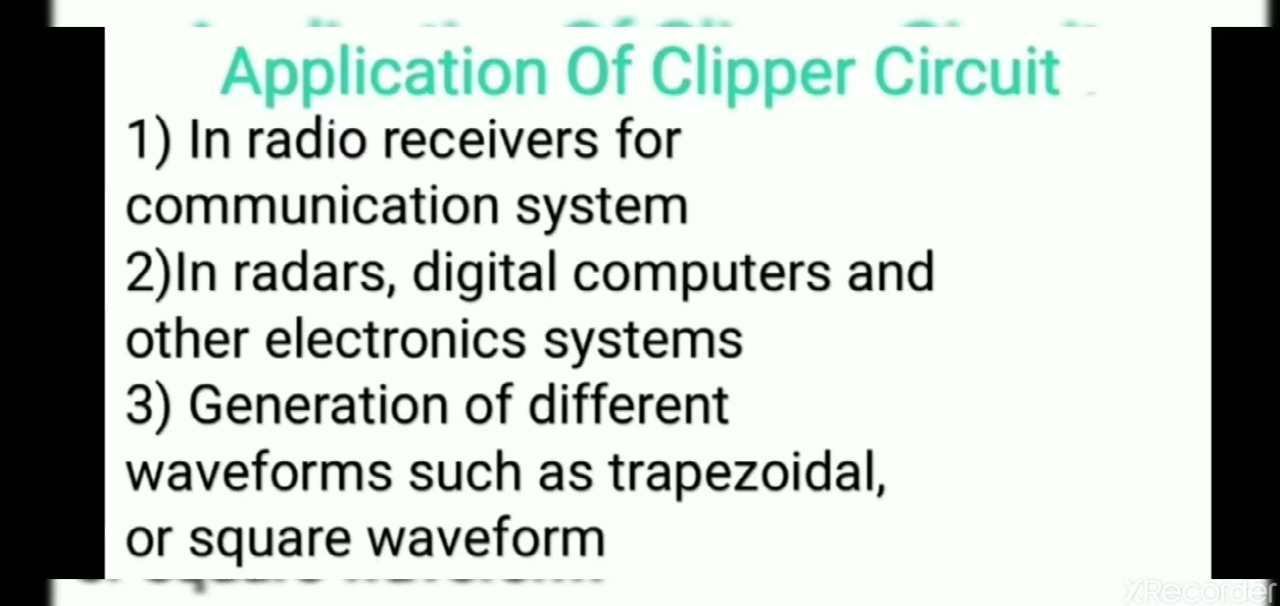 Application Of Clipper Circuit
1) In radio receivers for
communication system
2)In radars, digital computers and
other electronics systems
3) Generation of different
waveforms such as trapezoidal,
or square waveform
XRecorder